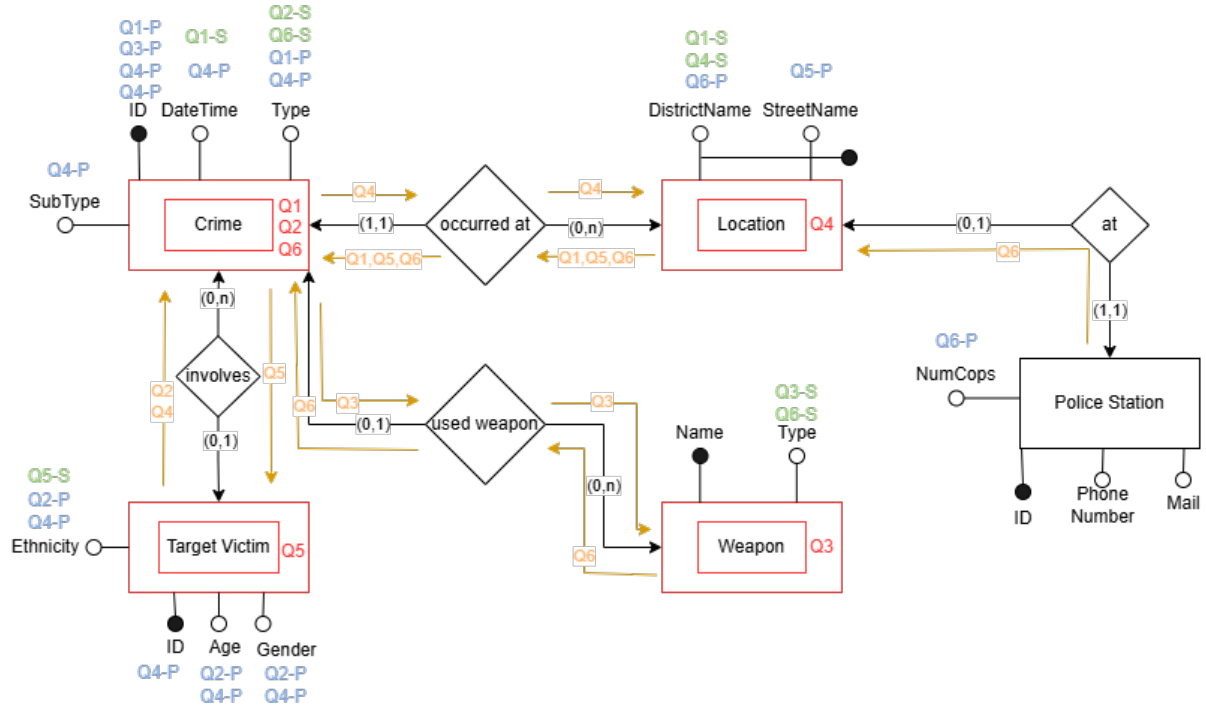 Q1-P
Q3-P
Q4-P
Q4-P
ID
Q1-S
Q4-P
DateTime
Q2-S
Q6-S
Q1-P
Q4-P
Type
Q1-S
Q4-S
Q6-P
DistrictName
Q5-P
StreetName
Q4-P
SubType
Crime
Q1
Q2
Q6
Q4
(1,1)
occurred at
Q4
(0,n)
Q1,Q5,Q6
Q1,Q5,Q6
Location
Q4
(0,1)
at
Q6
(1,1)
(0,n)
involves
Q2
Q4
Q5
(0,1)
Q6
Q3
(0,1)
used weapon
Q3
(0,n)
Q6
Q3-S
Q6-S
Name
Type
Weapon
Q3
Q6-P
NumCops
Police Station
ID
Phone
Number
Mail
Q5-S
Q2-P
Q4-P
Ethnicity
Target Victim
Q5
ID
Q4-P
Age
Q2-P
Q4-P
Gender
Q2-P
Q4-P